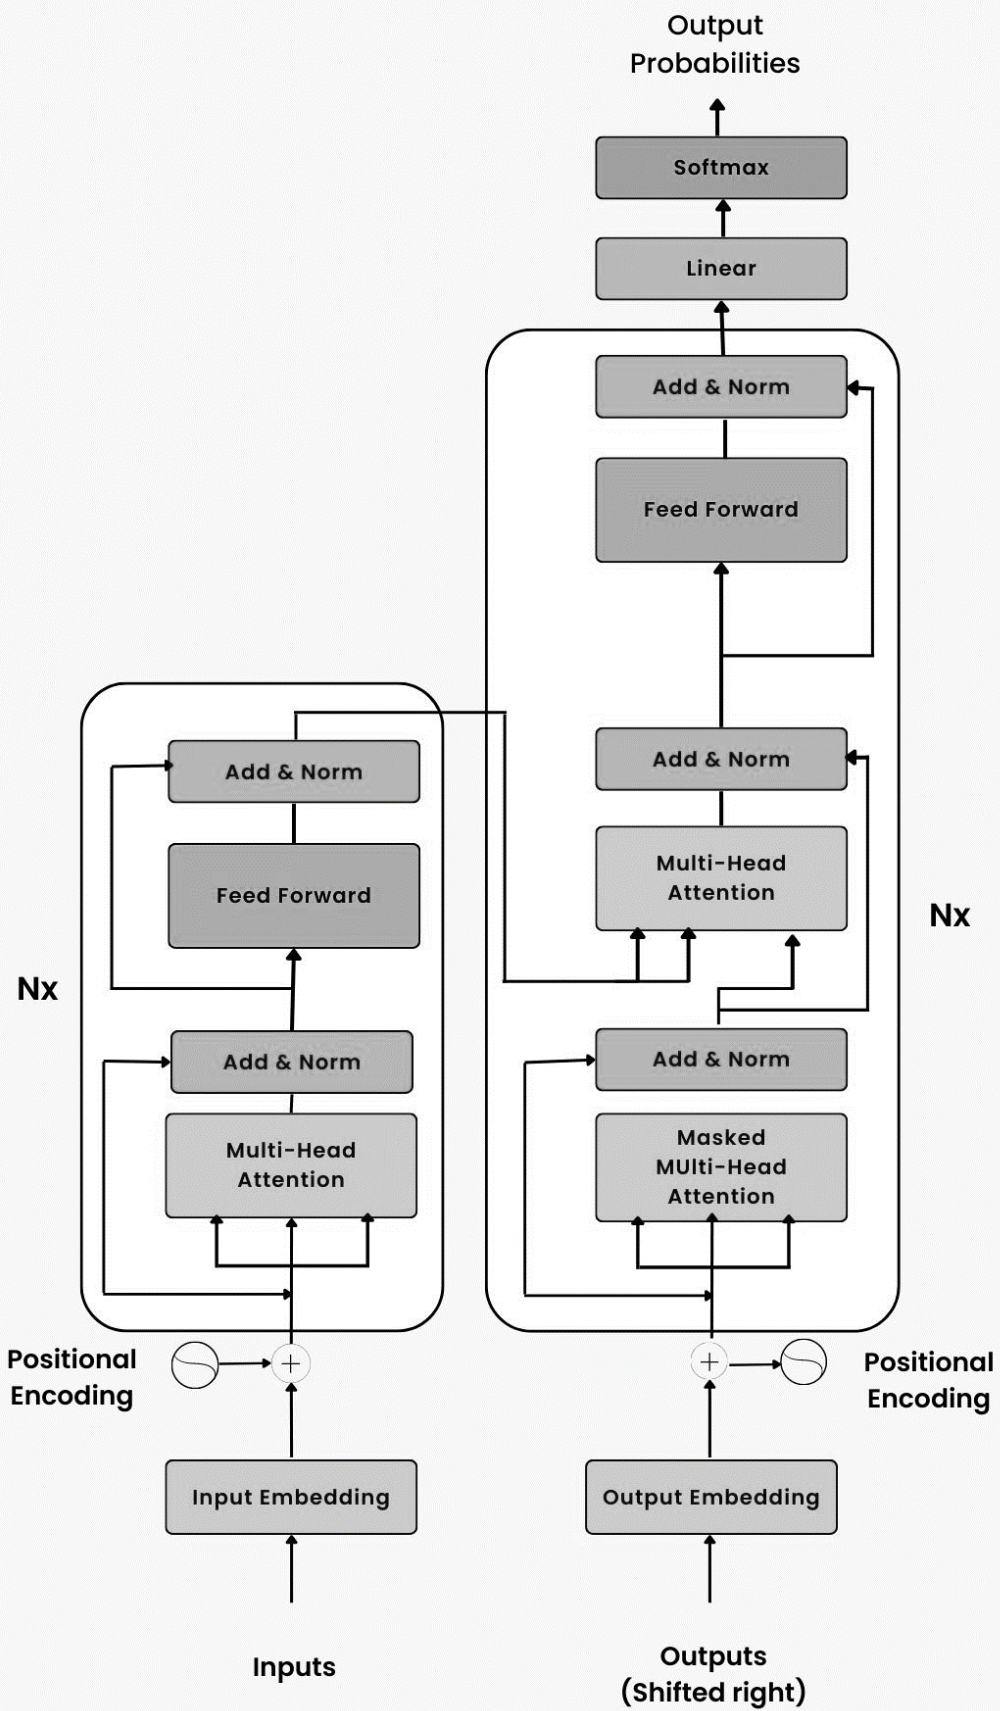 Output
Probabilities
Softmax
Linear
Add & Norm
Feed Forward
Add & Norm
Multi-Head
Attention
Nx
Add & Norm
Masked
MUlti-Head
Attention
Add & Norm
Feed Forward
Nx
Add & Norm
Multi-Head
Attention
Positional
Encoding
Positional
Encoding
Input Embedding
Output Embedding
Inputs
Outputs
(Shifted right)